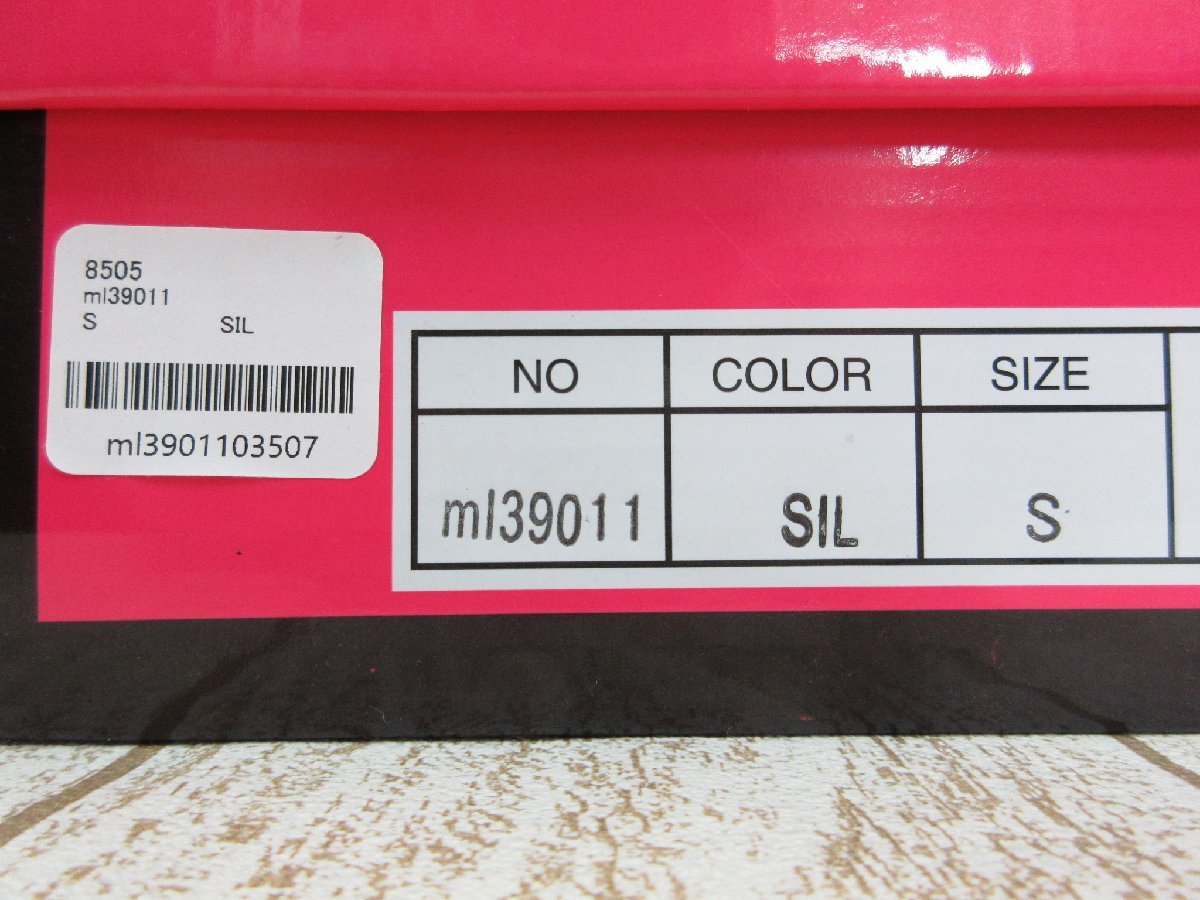 8505
ml39011
S SIL
ml3901103507
NO COLOR SIZE
ml39011 SIL S